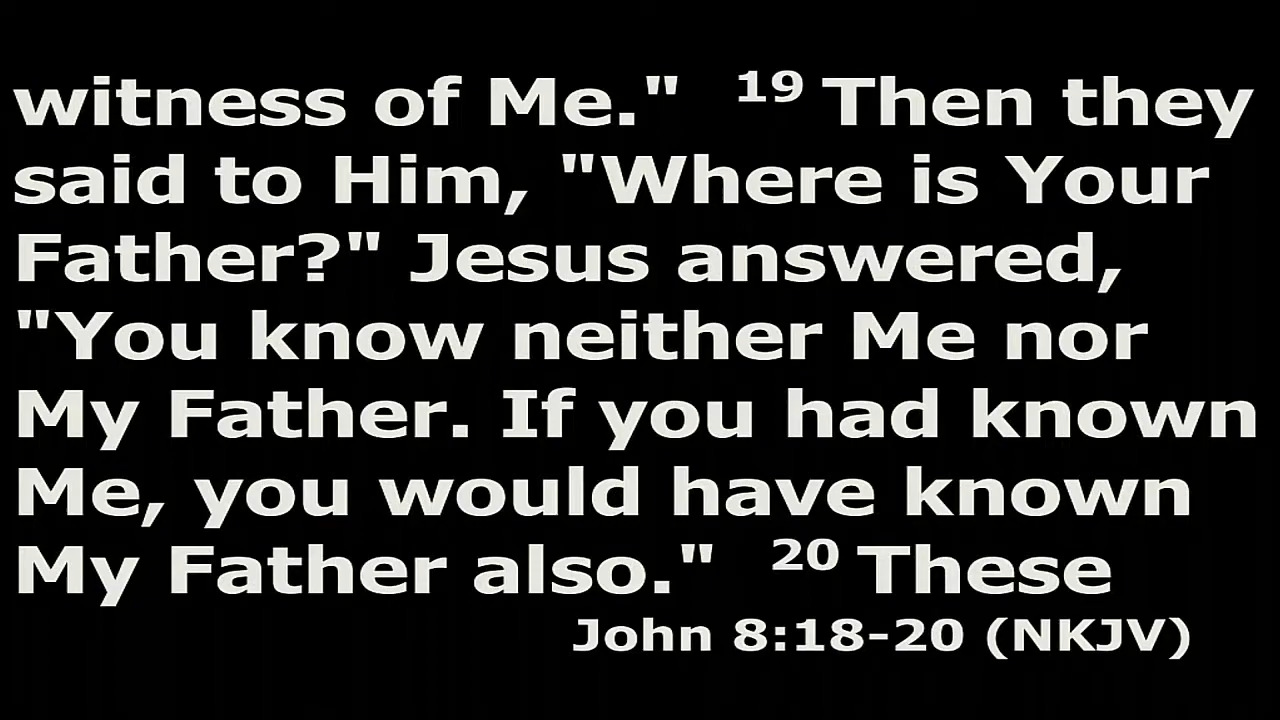 witness of Me." 19 Then they
said to Him, "Where is Your
Father?" Jesus answered,
"You know neither Me nor
My Father. If you had known
Me, you would have known
My Father also." 20 These
John 8:18-20 (NKJV)